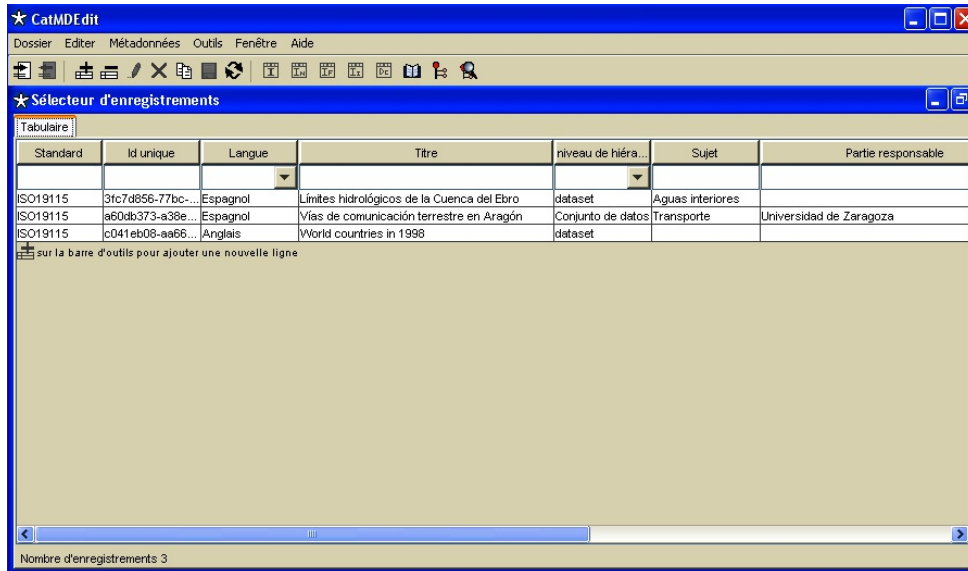 CatMDEdit
Dossier Editer Métadonnées Outils Fenêtre Aide
Sélecteur d'enregistrements
Tabulaire
Standard Id unique Langue Titre niveau de hiéra... Sujet Partie responsable
ISO19115 3fc7d856-77bc-... Espagnol Límites hidrológicos de la Cuenca del Ebro dataset Aguas interiores
ISO19115 a60db373-a38e... Espagnol Vías de comunicación terrestre en Aragón Conjunto de datos Transporte Universidad de Zaragoza
ISO19115 c041eb08-aa66... Anglais World countries in 1998 dataset
sur la barre d'outils pour ajouter une nouvelle ligne
Nombre d'enregistrements 3